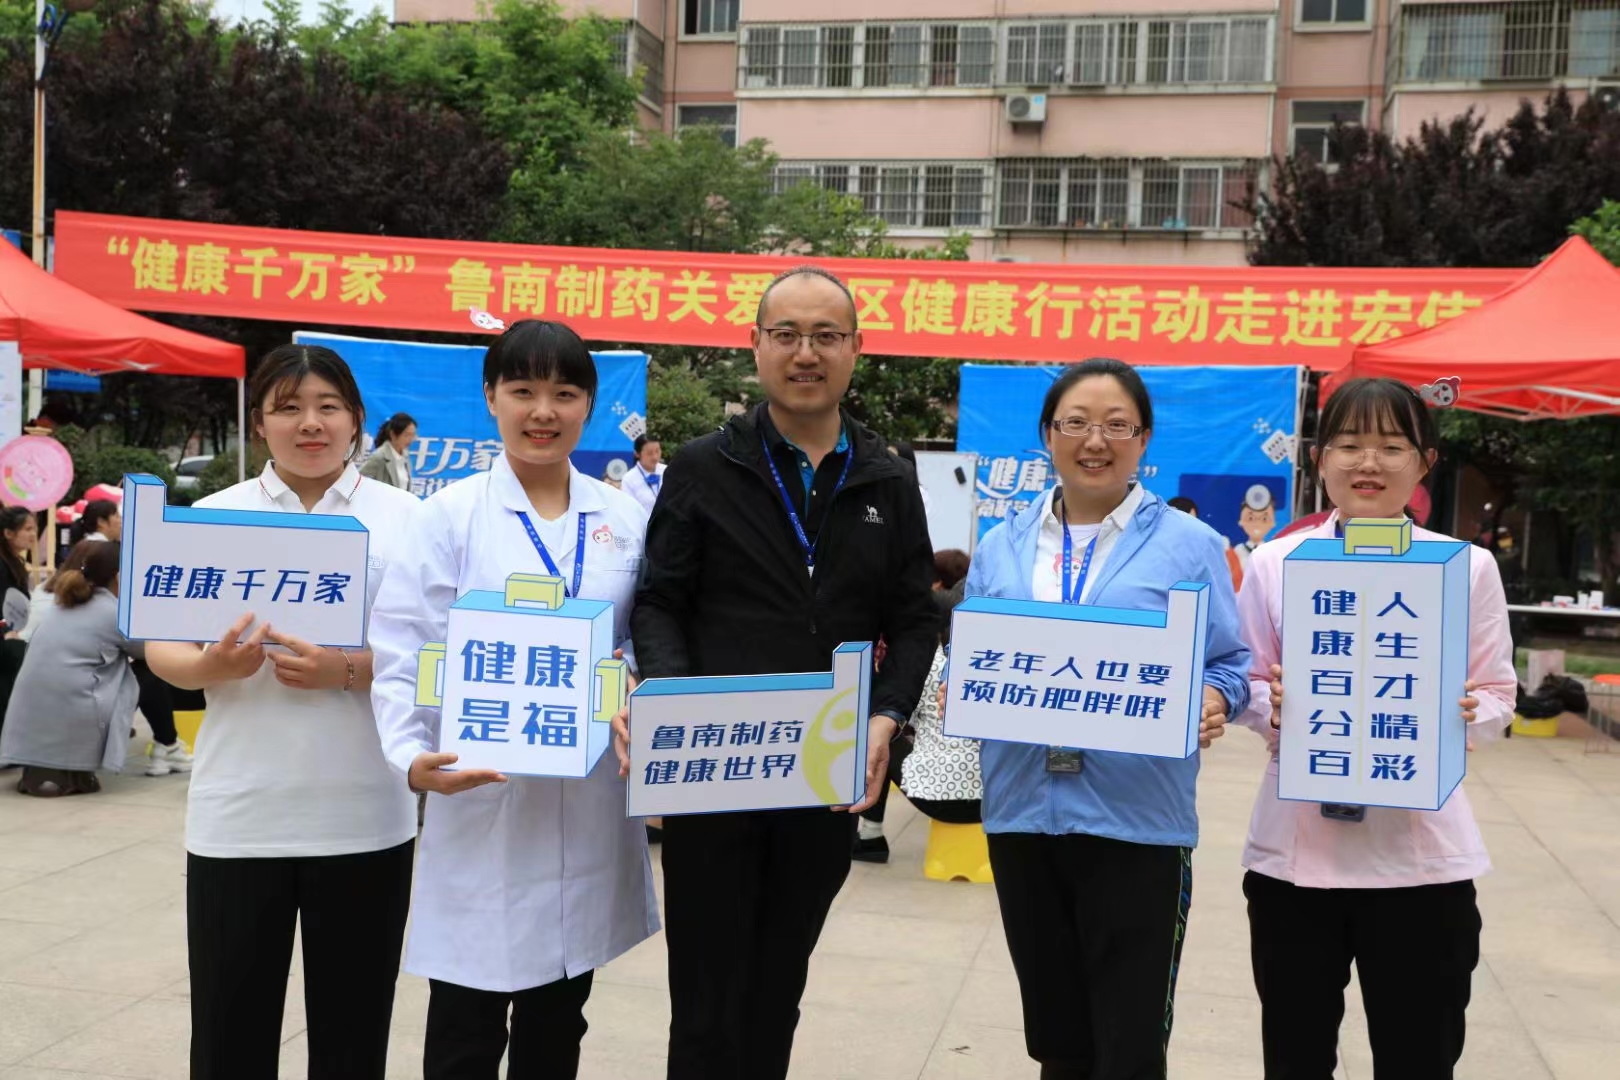 “健康千万家” 鲁南制药关爱 区健康行活动走进宏伟
千万家
“健康 ”
健康千万家
健康
是福
鲁南制药
健康世界
CAMEL
老年人也要
预防肥胖哦
人生才精彩
健康百分百